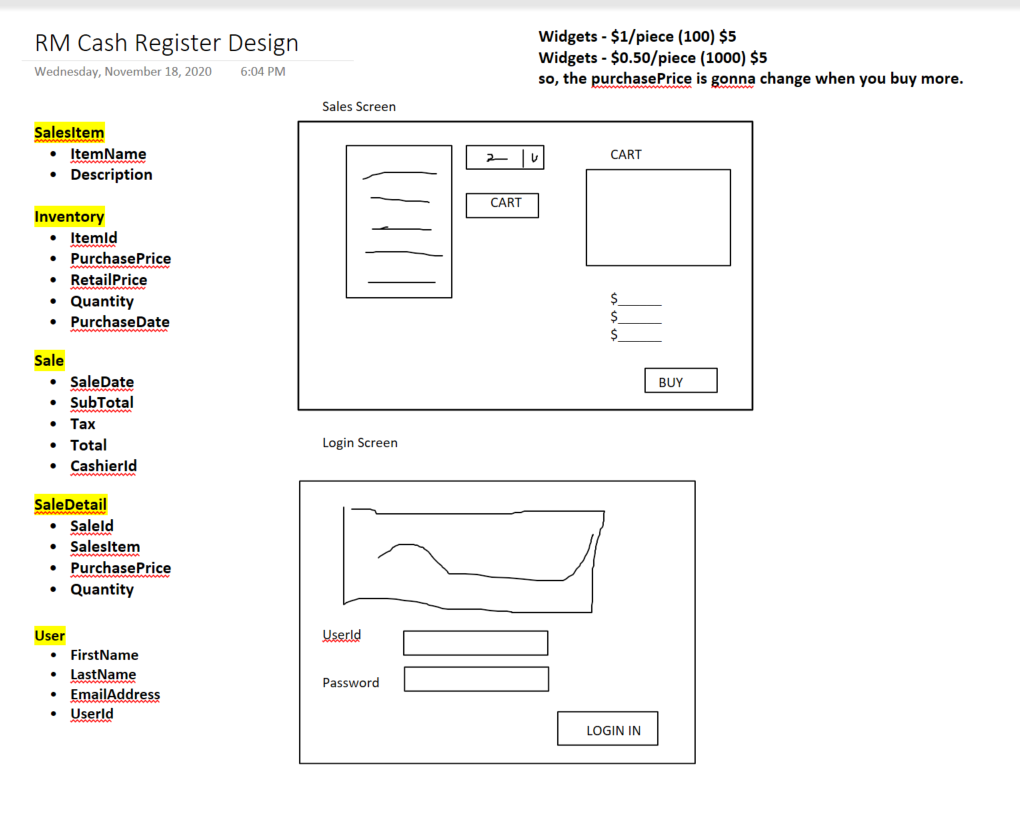 RM Cash Register Design
Wednesday, November 18, 2020 6:04 PM
Widgets - $1/piece (100) $5
Widgets - $0.50/piece (1000) $5
so, the purchasePrice is gonna change when you buy more.
SalesItem
• ItemName
• Description
Inventory
• ItemId
• PurchasePrice
• RetailPrice
• Quantity
• PurchaseDate
Sale
• SaleDate
• SubTotal
• Tax
• Total
• CashierId
SaleDetail
• SaleId
• SalesItem
• PurchasePrice
• Quantity
User
• FirstName
• LastName
• EmailAddress
• UserId
Sales Screen
2
CART
CART
$______
$______
$______
BUY
Login Screen
UserId
Password
LOGIN IN